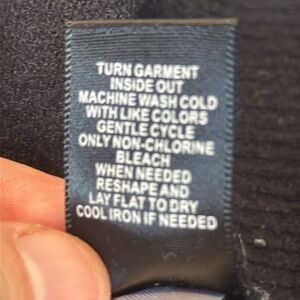 TURN GARMENT
INSIDE OUT
MACHINE WASH COLD
WITH LIKE COLORS
GENTLE CYCLE
ONLY NON-CHLORINE
BLEACH
WHEN NEEDED
RESHAPE AND
LAY FLAT TO DRY
COOL IRON IF NEEDED